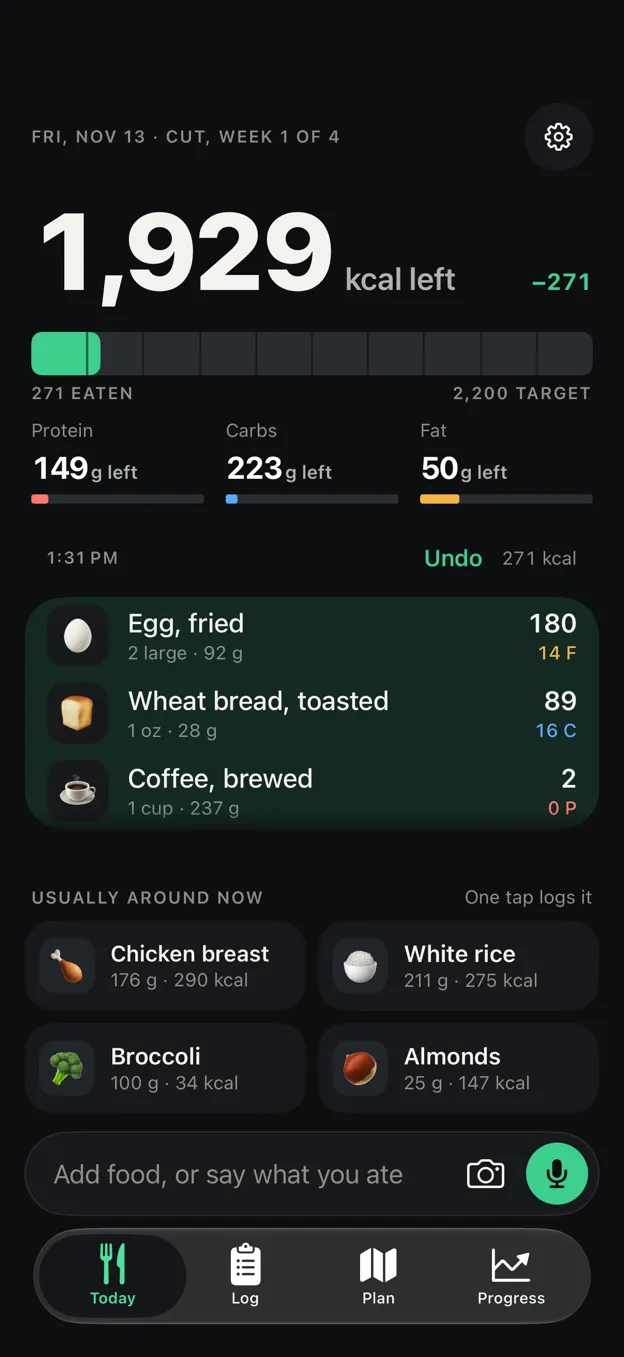 FRI, NOV 13 · CUT, WEEK 1 OF 4
1,929 kcal left
−271
271 EATEN
2,200 TARGET
Protein
Carbs
Fat
149 g left
223 g left
50 g left
1:31 PM
Undo
271 kcal
Egg, fried
180
2 large · 92 g
14 F
Wheat bread, toasted
89
1 oz · 28 g
16 C
Coffee, brewed
2
1 cup · 237 g
0 P
USUALLY AROUND NOW
One tap logs it
Chicken breast
176 g · 290 kcal
White rice
211 g · 275 kcal
Broccoli
100 g · 34 kcal
Almonds
25 g · 147 kcal
Add food, or say what you ate
Today
Log
Plan
Progress